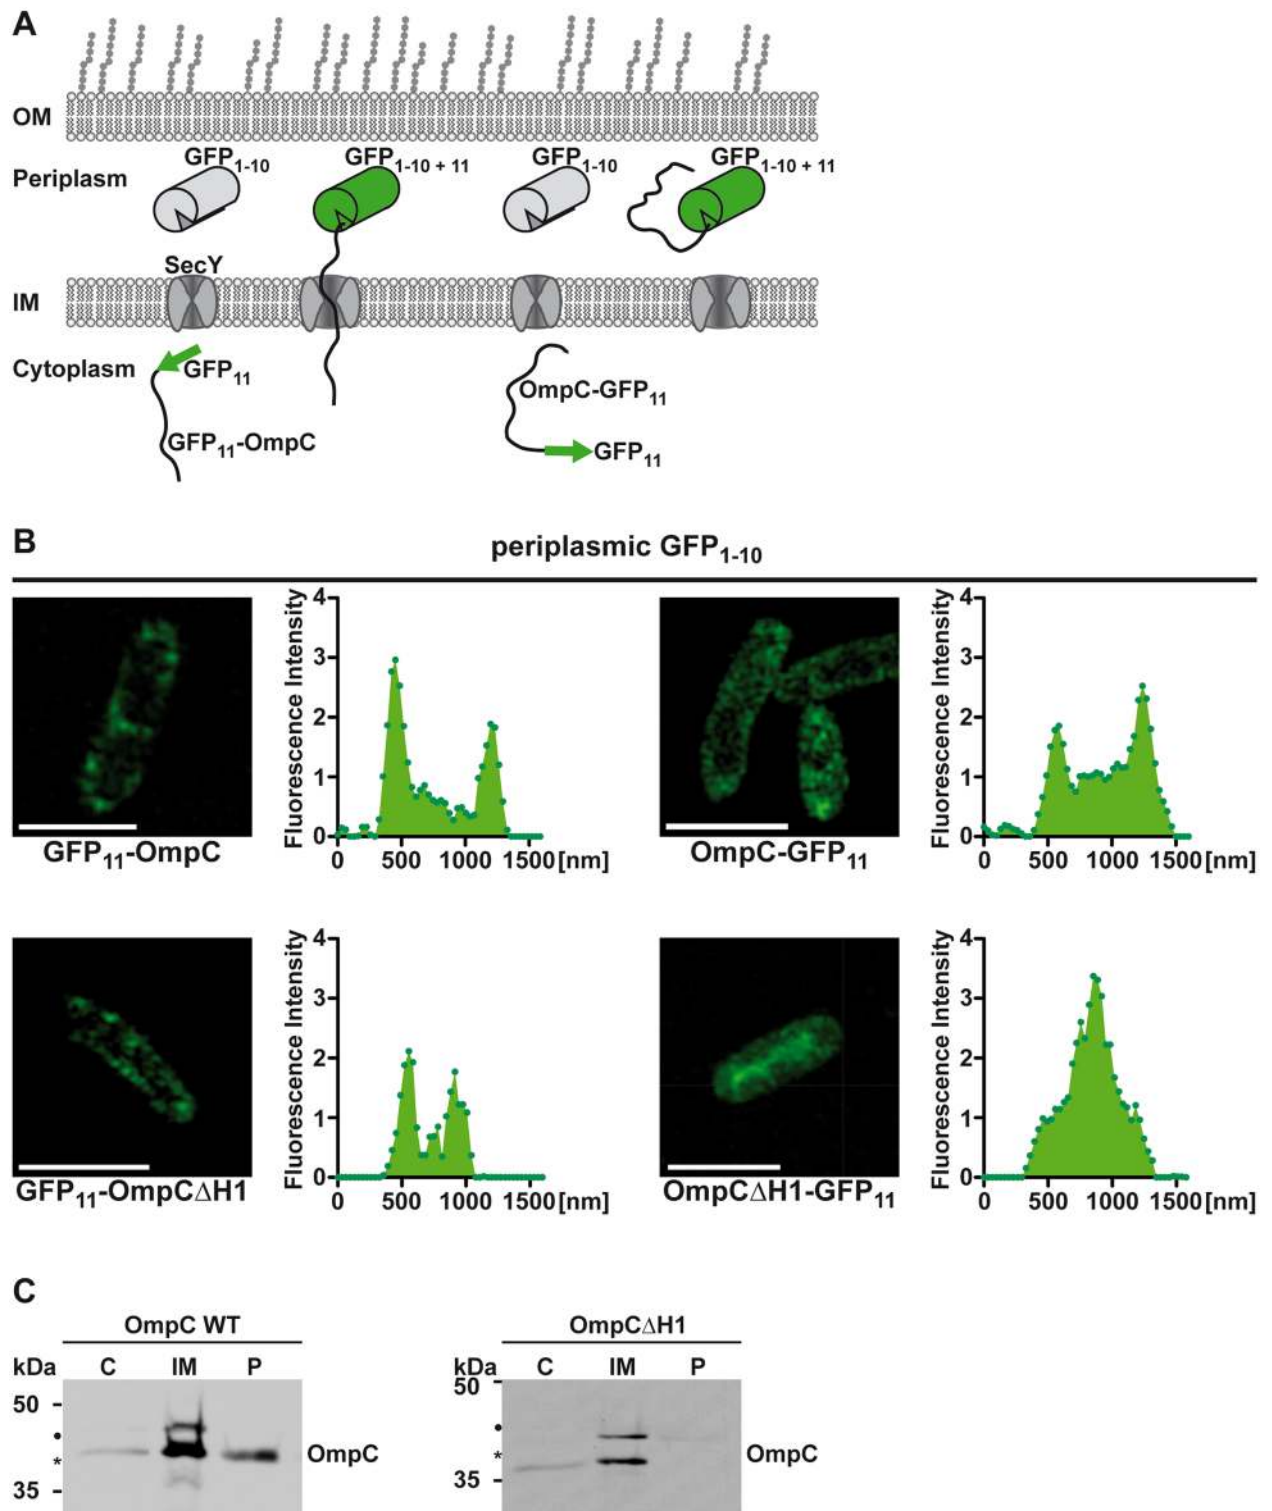 A
OM
GFP1-10 GFP1-10 + 11 GFP1-10 GFP1-10 + 11
Periplasm
SecY
IM
Cytoplasm
GFP11
OmpC-GFP11
GFP11-OmpC
GFP11
B
periplasmic GFP1-10
Fluorescence Intensity
4
3
2
1
0
0 500 1000 1500 [nm]
GFP11-OmpC
Fluorescence Intensity
4
3
2
1
0
0 500 1000 1500 [nm]
OmpC-GFP11
Fluorescence Intensity
4
3
2
1
0
0 500 1000 1500 [nm]
GFP11-OmpCΔH1
Fluorescence Intensity
4
3
2
1
0
0 500 1000 1500 [nm]
OmpCΔH1-GFP11
C
OmpC WT
kDa C IM P
50
•
* OmpC
35
OmpCΔH1
kDa C IM P
50
•
* OmpC
35